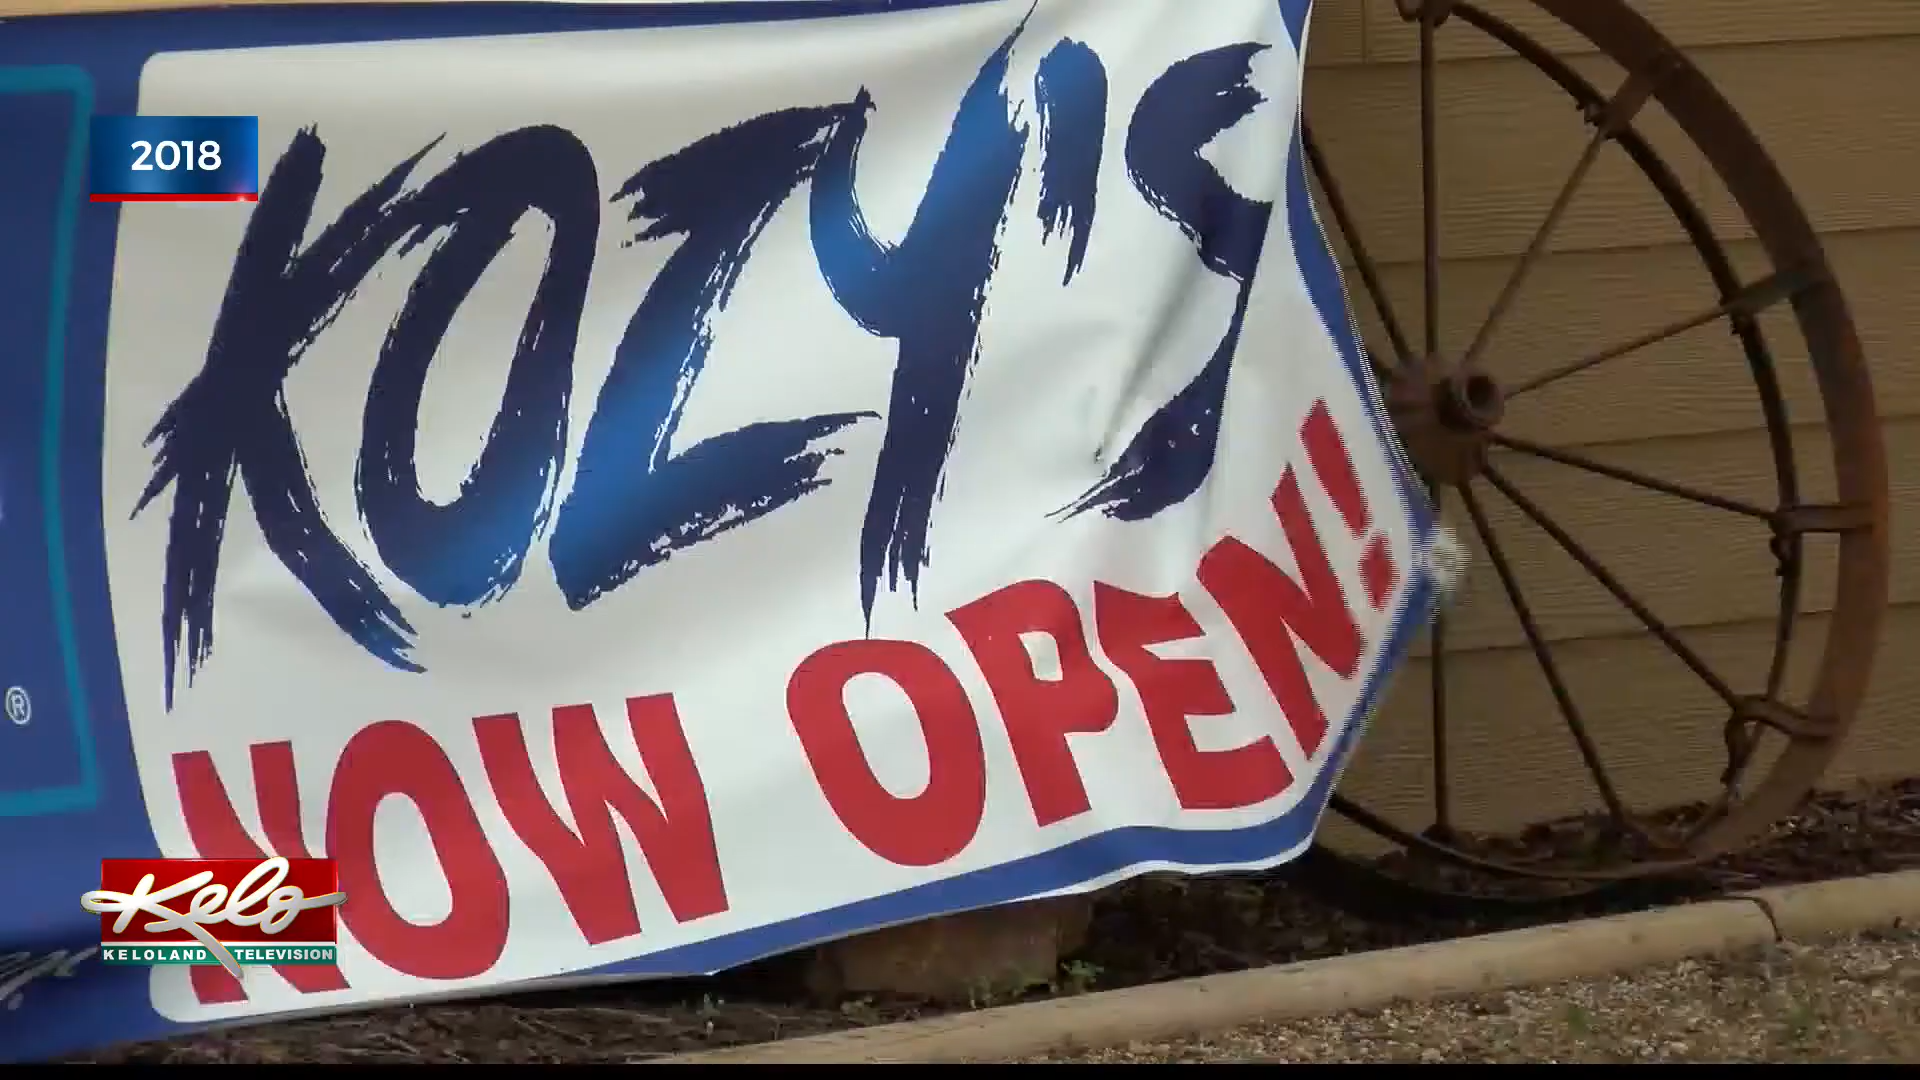 2018
KOZY'S
NOW OPEN!
®
Kelo
KELOLAND TELEVISION